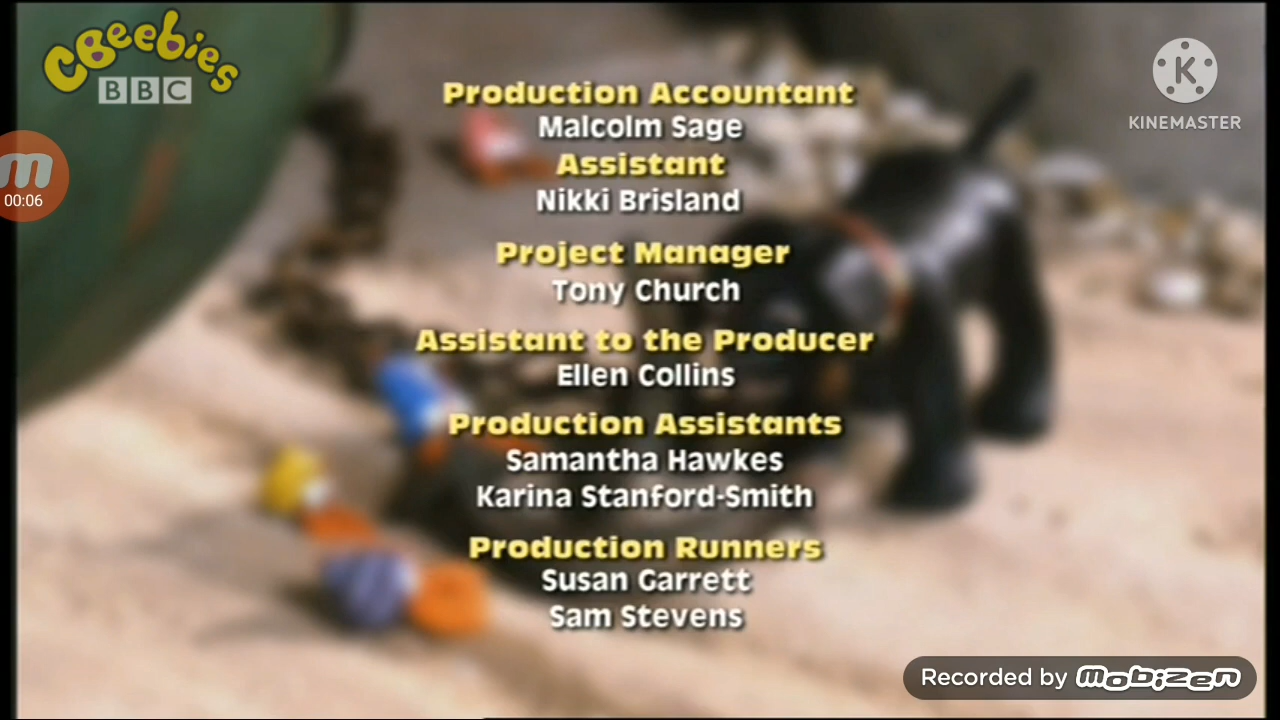 CBeebies
BBC
K
KINEMASTER
m
00:06
Production Accountant
Malcolm Sage
Assistant
Nikki Brisland
Project Manager
Tony Church
Assistant to the Producer
Ellen Collins
Production Assistants
Samantha Hawkes
Karina Stanford-Smith
Production Runners
Susan Garrett
Sam Stevens
Recorded by mobizen